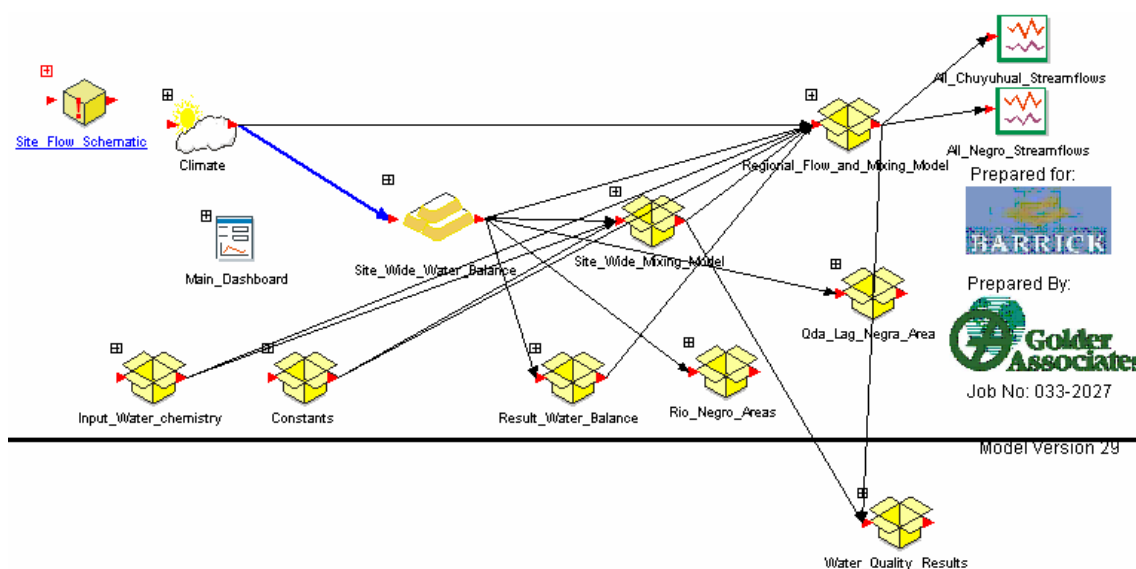 All_Chuyuhual_Streamflows
Site_Flow_Schematic
Climate
Regional_Flow_and_Mixing_Model
All_Negro_Streamflows
Prepared for:
BARRICK
Main_Dashboard
Site_Wide_Water_Balance
Site_Wide_Mixing_Model
Prepared By:
Qda_Lag_Negra_Area
Golder
Associates
Input_Water_chemistry
Constants
Result_Water_Balance
Rio_Negro_Areas
Job No: 033-2027
Model Version 29
Water_Quality_Results